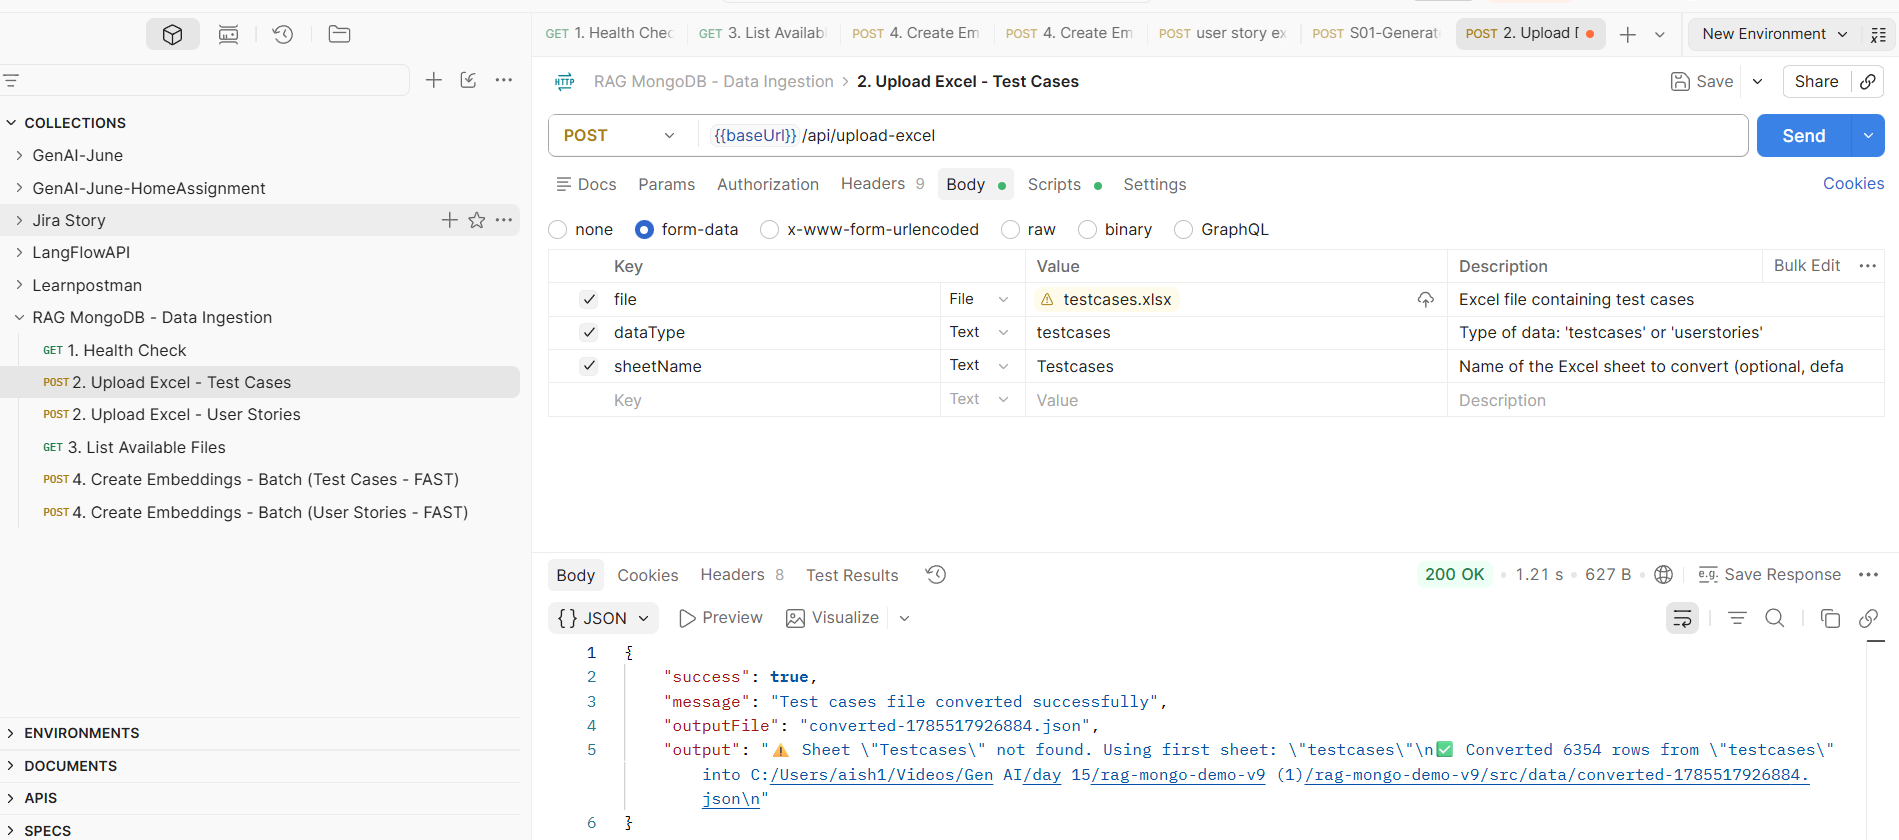 GET 1. Health Chec
GET 3. List Availab
POST 4. Create Em
POST 4. Create Em
POST user story ex
POST S01-Generat
POST 2. Upload
New Environment
RAG MongoDB - Data Ingestion > 2. Upload Excel - Test Cases
Save
Share
COLLECTIONS
GenAI-June
GenAI-June-HomeAssignment
Jira Story
LangFlowAPI
Learnpostman
RAG MongoDB - Data Ingestion
GET 1. Health Check
POST 2. Upload Excel - Test Cases
POST 2. Upload Excel - User Stories
GET 3. List Available Files
POST 4. Create Embeddings - Batch (Test Cases - FAST)
POST 4. Create Embeddings - Batch (User Stories - FAST)
ENVIRONMENTS
DOCUMENTS
APIS
SPECS
HTTP
POST {{baseUrl}} /api/upload-excel
Send
Docs Params Authorization Headers 9 Body Scripts Settings
Cookies
none form-data x-www-form-urlencoded raw binary GraphQL
Key Value Description Bulk Edit
file File testcases.xlsx Excel file containing test cases
dataType Text testcases Type of data: 'testcases' or 'userstories'
sheetName Text Testcases Name of the Excel sheet to convert (optional, defa
Key Text Value Description
Body Cookies Headers 8 Test Results
200 OK 1.21 s 627 B e.g. Save Response
{} JSON Preview Visualize
1 {
2 "success": true,
3 "message": "Test cases file converted successfully",
4 "outputFile": "converted-1785517926884.json",
5 "output": "⚠️ Sheet \"Testcases\" not found. Using first sheet: \"testcases\"\n✅ Converted 6354 rows from \"testcases\"
into C:/Users/aish1/Videos/Gen AI/day 15/rag-mongo-demo-v9 (1)/rag-mongo-demo-v9/src/data/converted-1785517926884.
json\n"
6 }